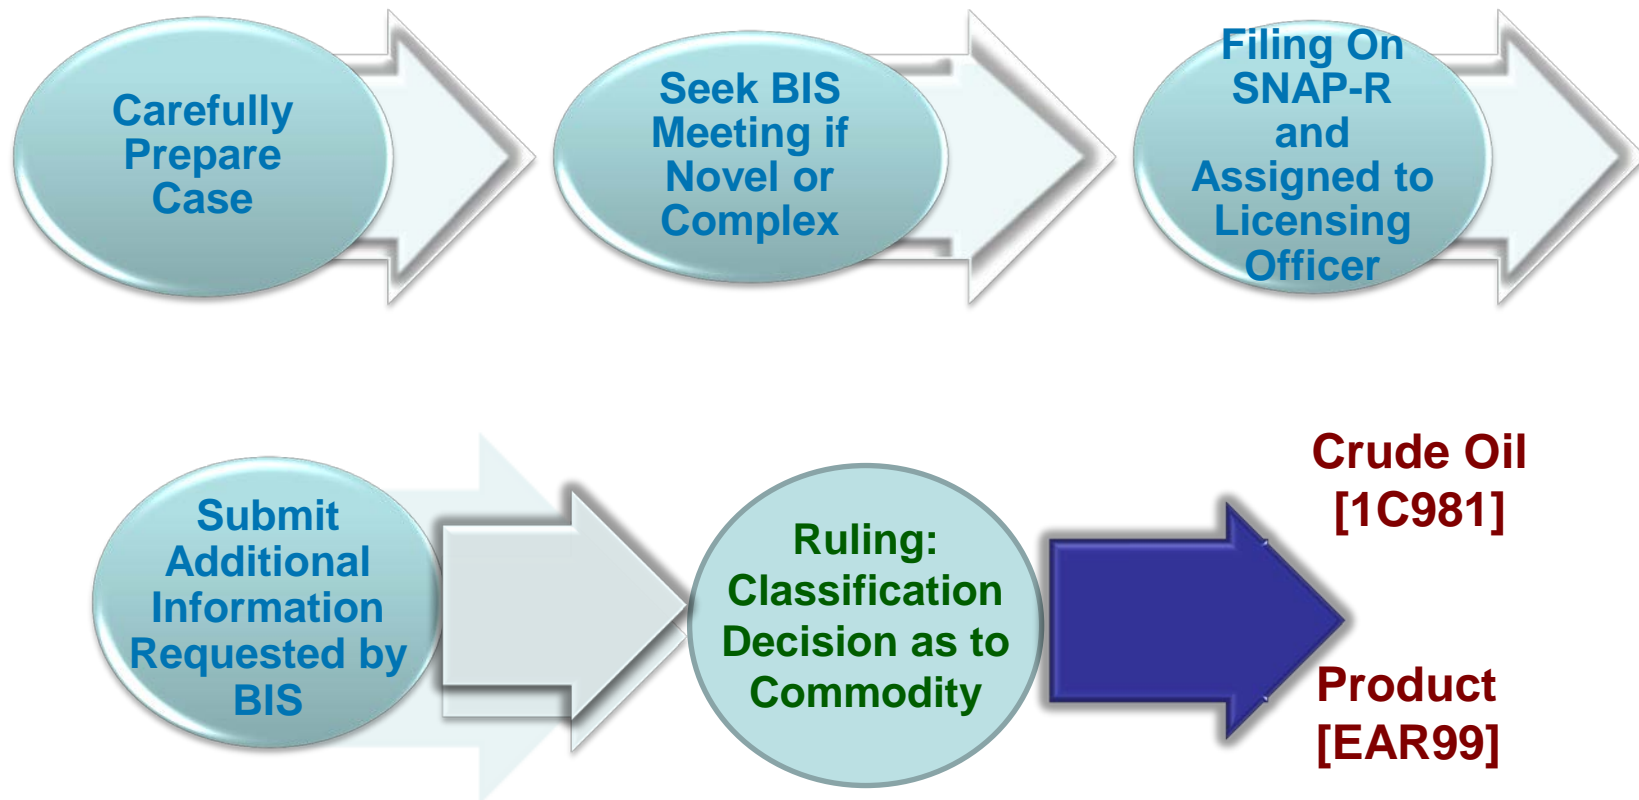 Carefully
Prepare
Case
Seek BIS
Meeting if
Novel or
Complex
Filing On
SNAP-R
and
Assigned to
Licensing
Officer
Submit
Additional
Information
Requested by
BIS
Ruling:
Classification
Decision as to
Commodity
Crude Oil
[1C981]
Product
[EAR99]